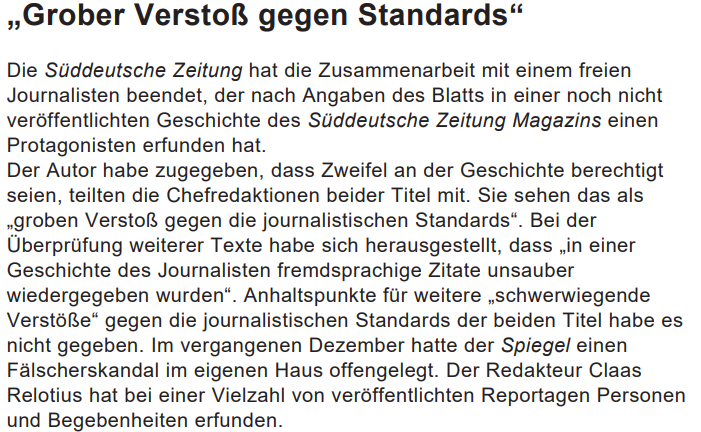 „Grober Verstoß gegen Standards“
Die Süddeutsche Zeitung hat die Zusammenarbeit mit einem freien
Journalisten beendet, der nach Angaben des Blatts in einer noch nicht
veröffentlichten Geschichte des Süddeutsche Zeitung Magazins einen
Protagonisten erfunden hat.
Der Autor habe zugegeben, dass Zweifel an der Geschichte berechtigt
seien, teilten die Chefredaktionen beider Titel mit. Sie sehen das als
„groben Verstoß gegen die journalistischen Standards“. Bei der
Überprüfung weiterer Texte habe sich herausgestellt, dass „in einer
Geschichte des Journalisten fremdsprachige Zitate unsauber
wiedergegeben wurden“. Anhaltspunkte für weitere „schwerwiegende
Verstöße“ gegen die journalistischen Standards der beiden Titel habe es
nicht gegeben. Im vergangenen Dezember hatte der Spiegel einen
Fälscherskandal im eigenen Haus offengelegt. Der Redakteur Claas
Relotius hat bei einer Vielzahl von veröffentlichten Reportagen Personen
und Begebenheiten erfunden.